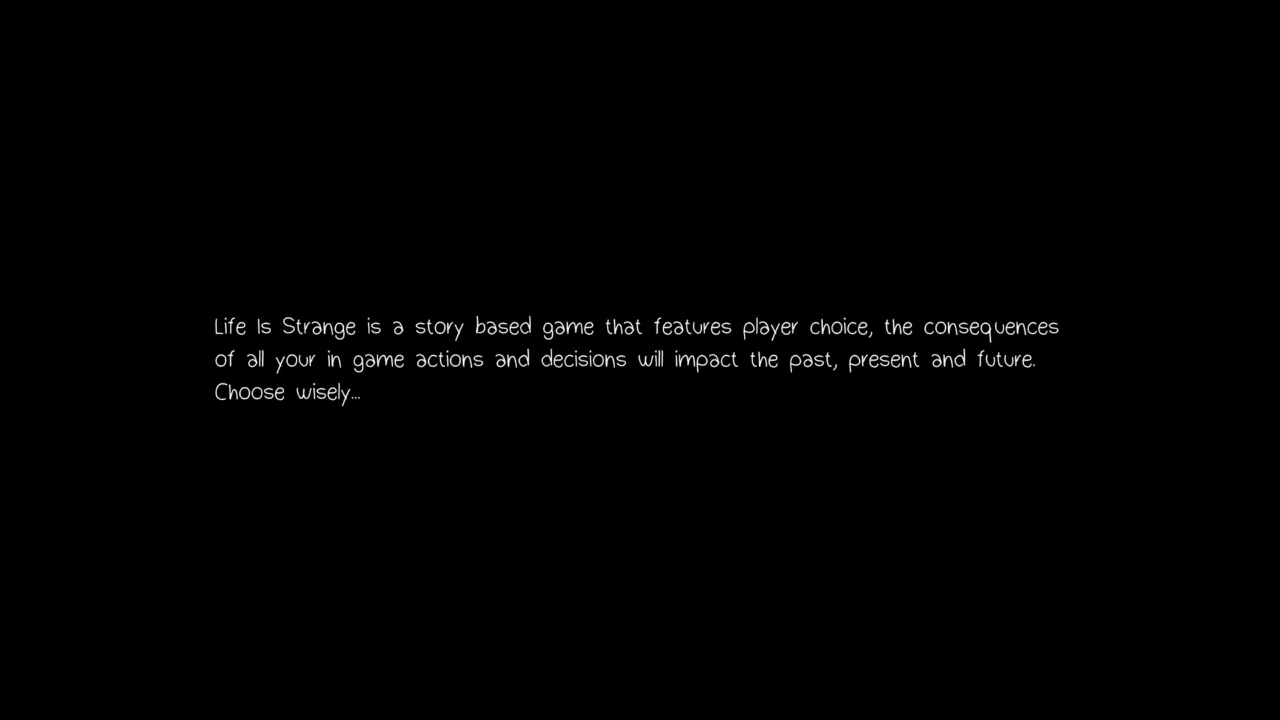 Life Is Strange is a story based game that features player choice, the consequences
of all your in game actions and decisions will impact the past, present and future.
Choose wisely...